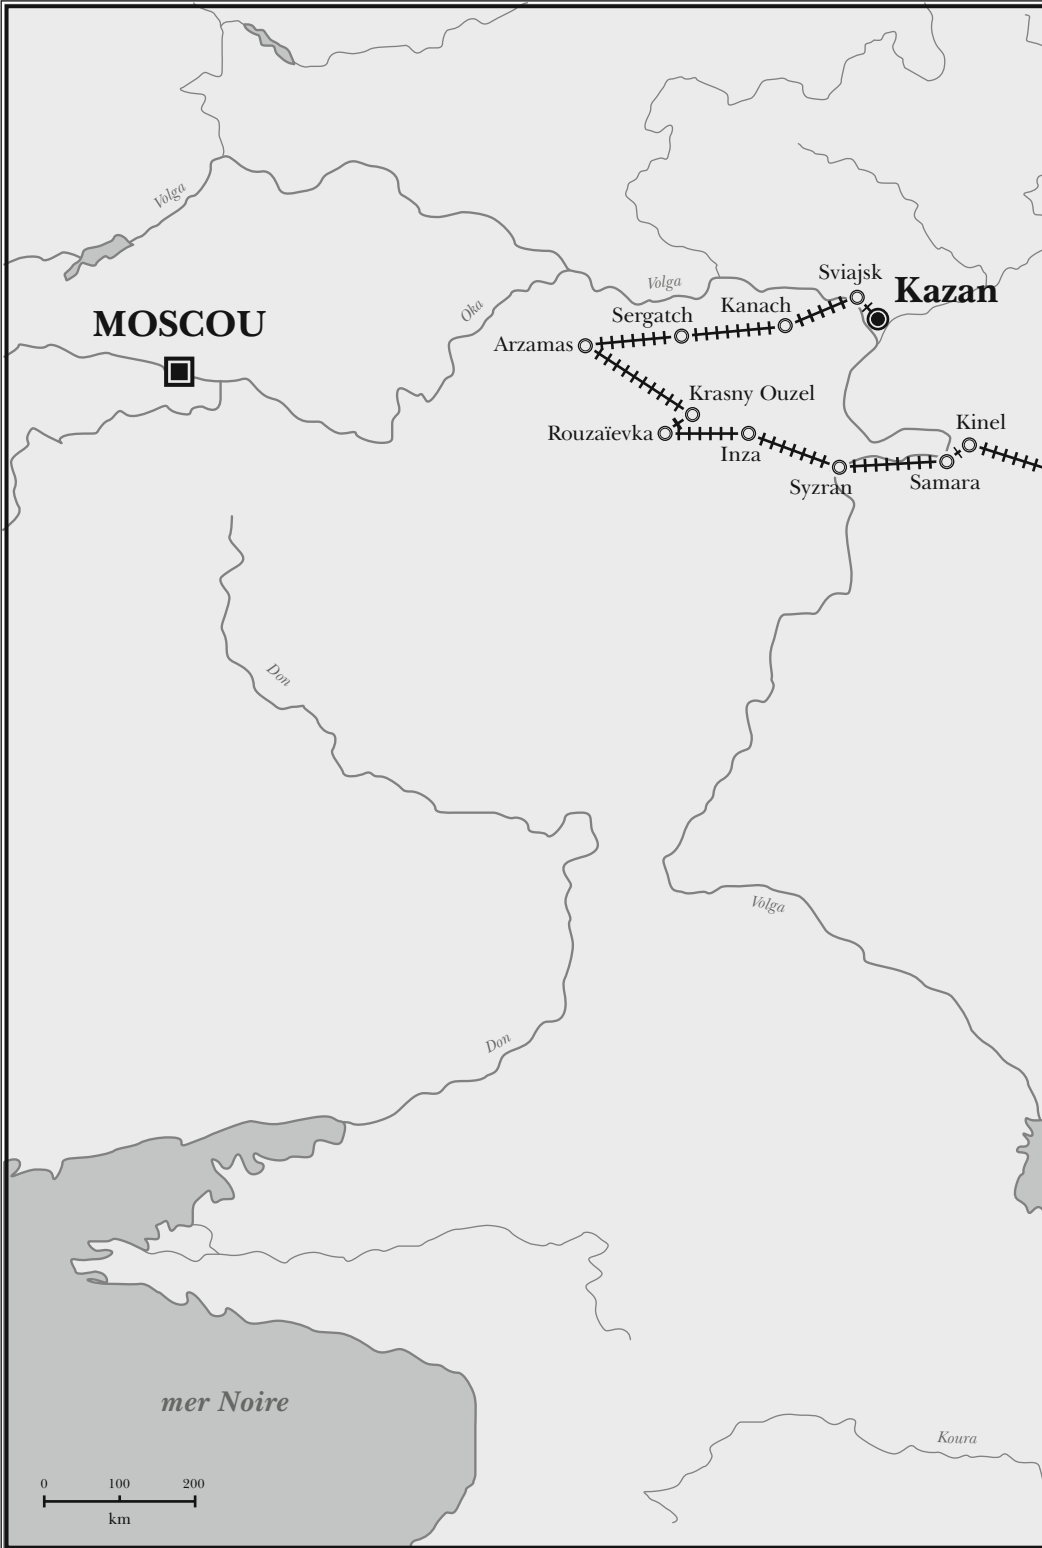 Volga
Sviajsk
Volga
Kazan
Oka
Kanach
MOSCOU
Sergatch
Arzamas
Krasny Ouzel
Kinel
Rouzaïevka
Inza
Samara
Syzran
Don
Volga
Don
mer Noire
Koura
0 100 200
km